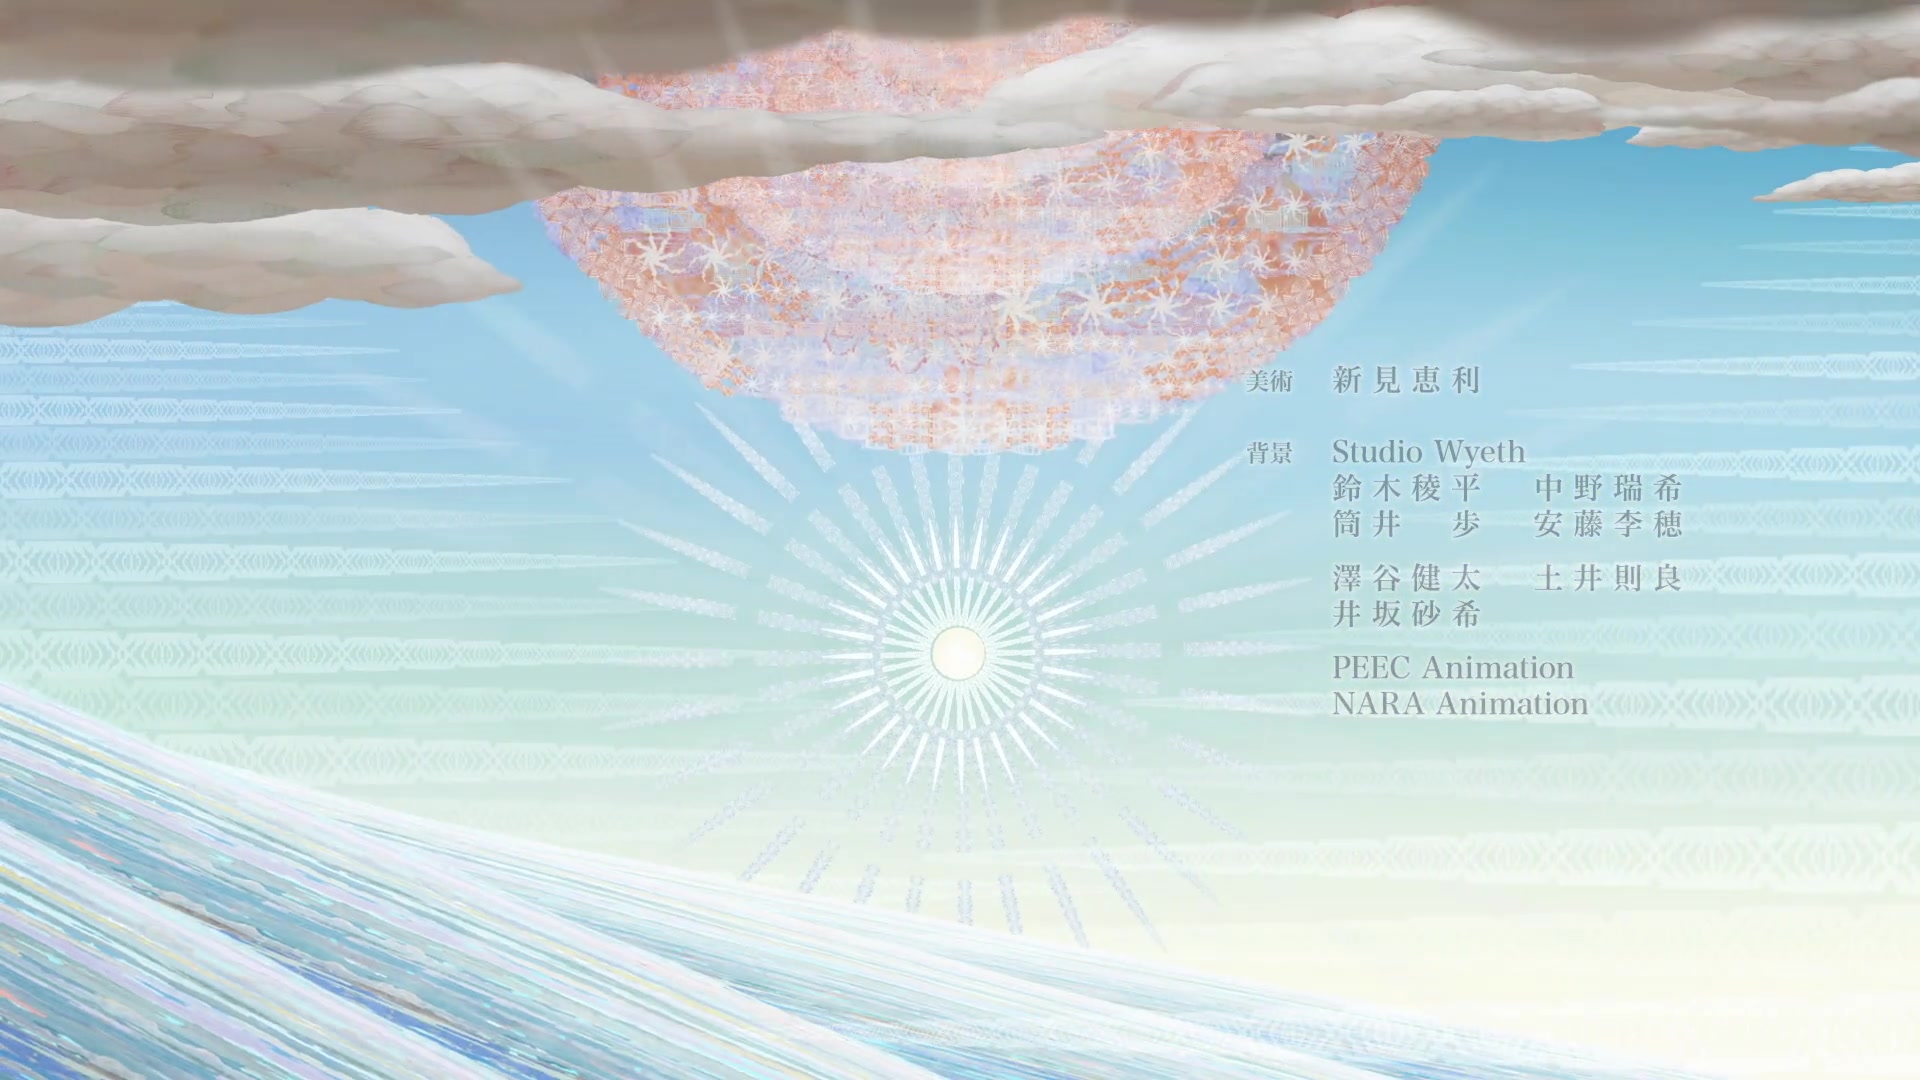 美術 新見恵利
背景 Studio Wyeth
鈴木稜平 中野瑞希
筒井 歩 安藤李穂
澤谷健太 土井則良
井坂砂希
PEEC Animation
NARA Animation